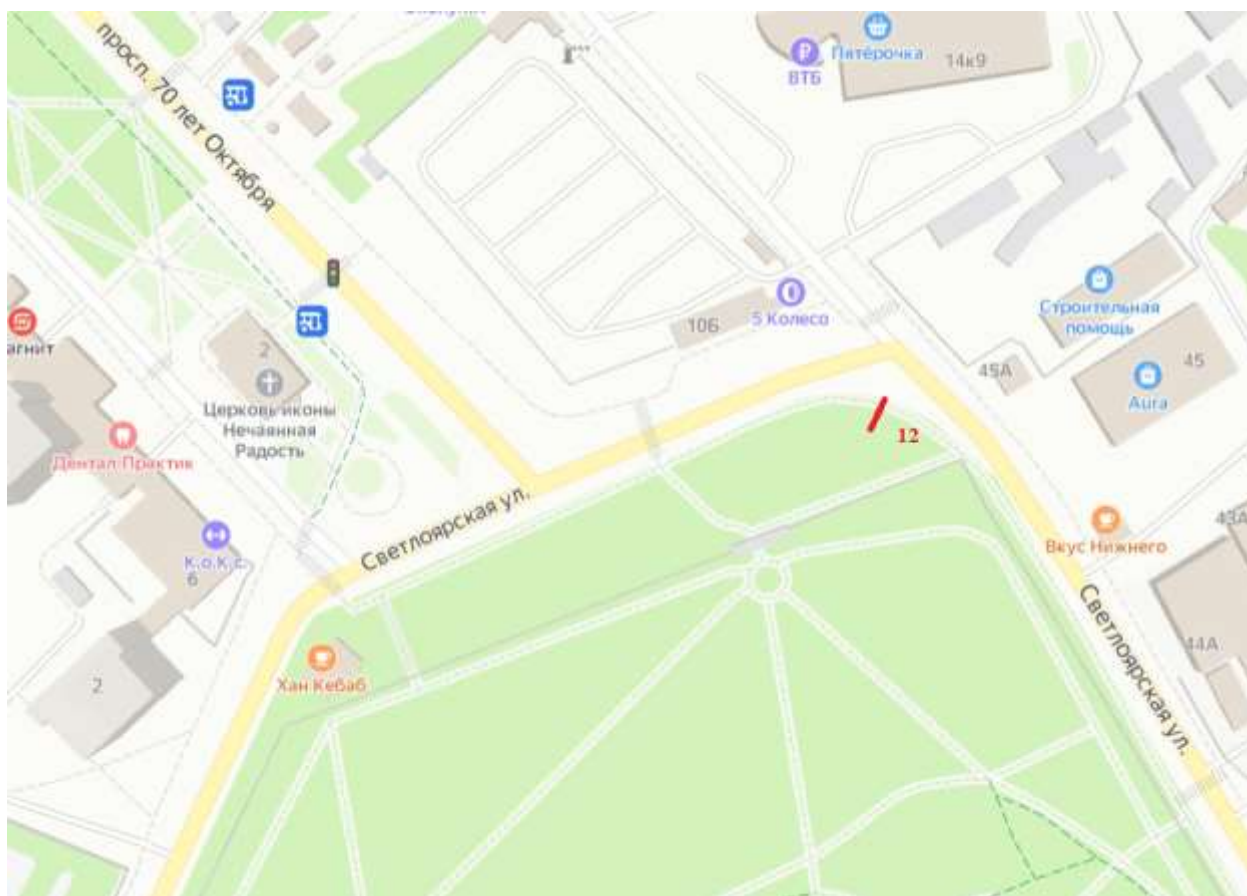 Пятёрочка
ВТБ
14к9
просп. 70 лет Октября
5 Колесо
10Б
Строительная
помощь
45А
45
Aura
агнит
2
Церковь иконы
Нечаянная
Радость
Дентал Практик
12
Светлоярская ул.
К.о.К.с.
6
Вкус Нижнего
43А
Хан Кебаб
2
44А
Светлоярская ул.